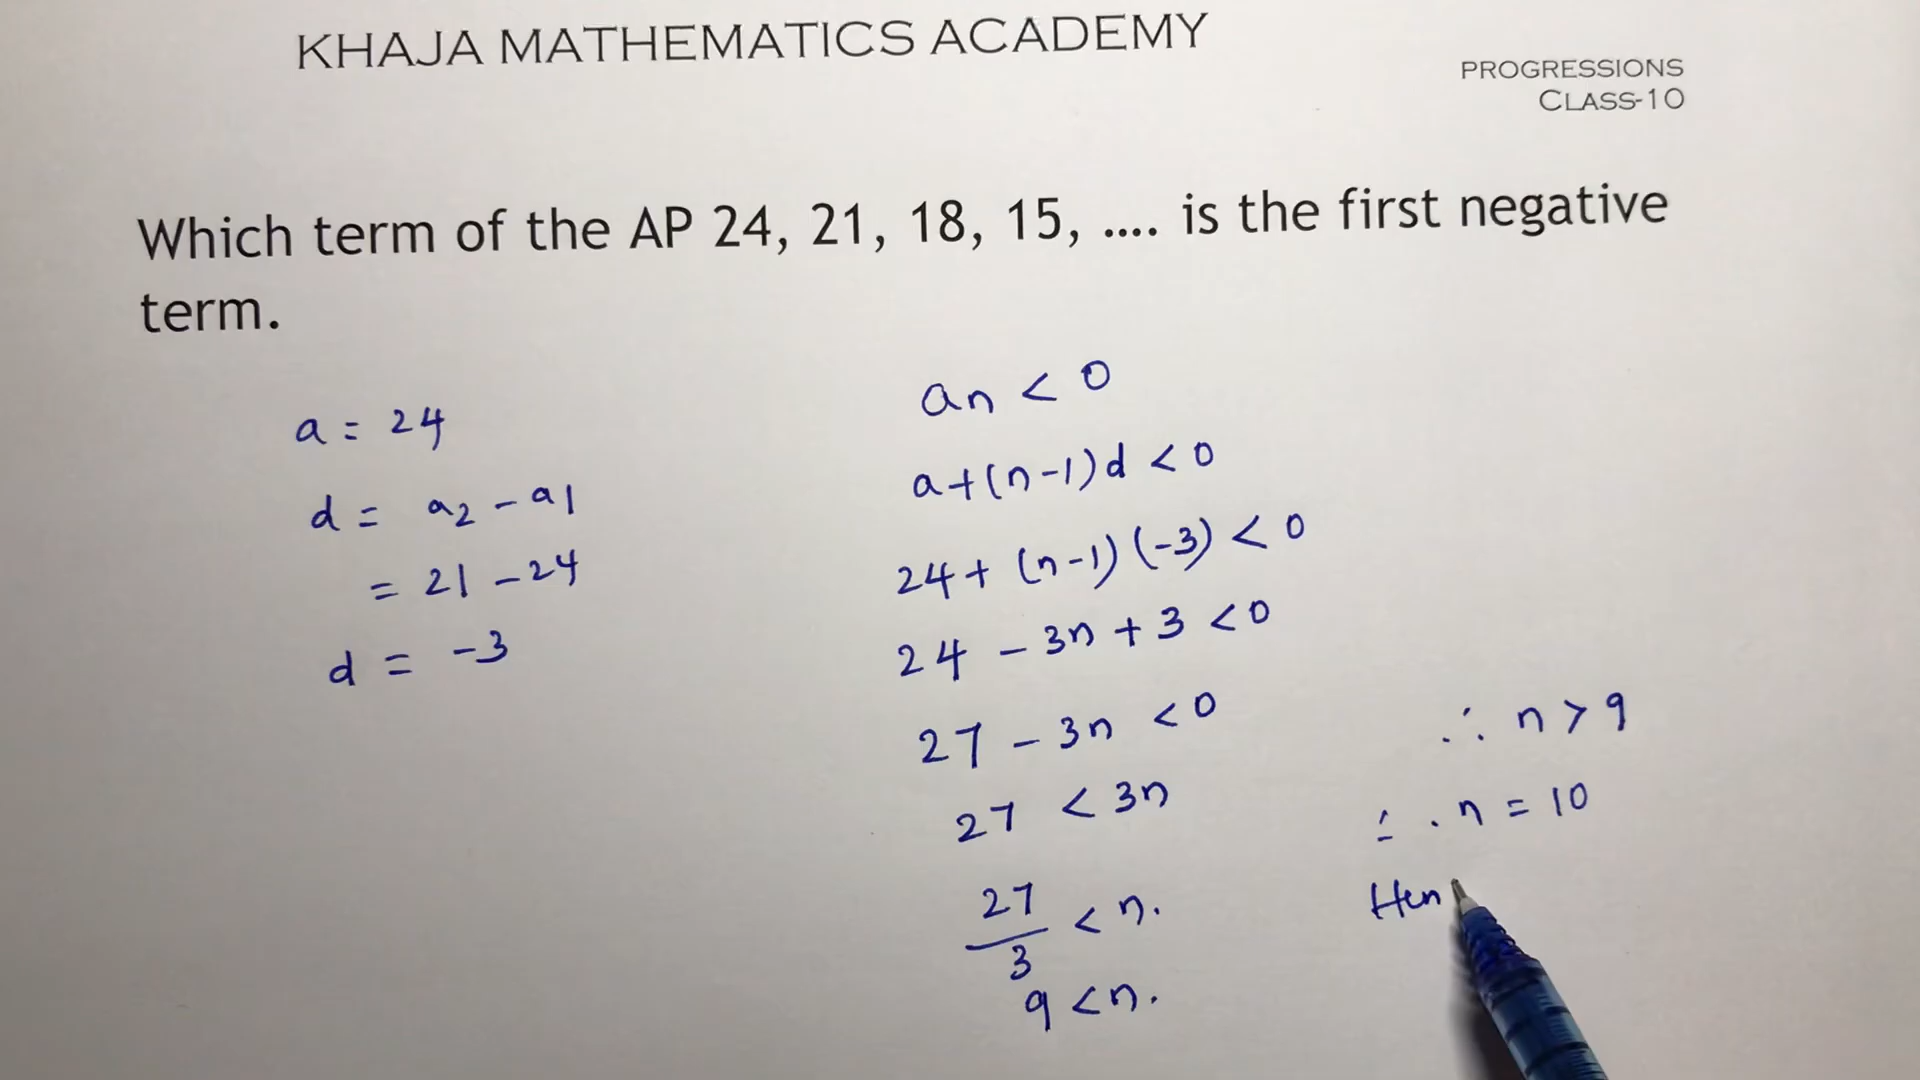 KHAJA MATHEMATICS ACADEMY
PROGRESSIONS
CLASS-10
Which term of the AP 24, 21, 18, 15, .... is the first negative
term.
a = 24
d = a2 - a1
= 21 - 24
d = -3
an < 0
a+(n-1)d < 0
24 + (n-1)(-3) < 0
24 - 3n + 3 < 0
27 - 3n < 0
27 < 3n
27/3 < n.
9 < n.
∴ n > 9
∴ n = 10
Hen